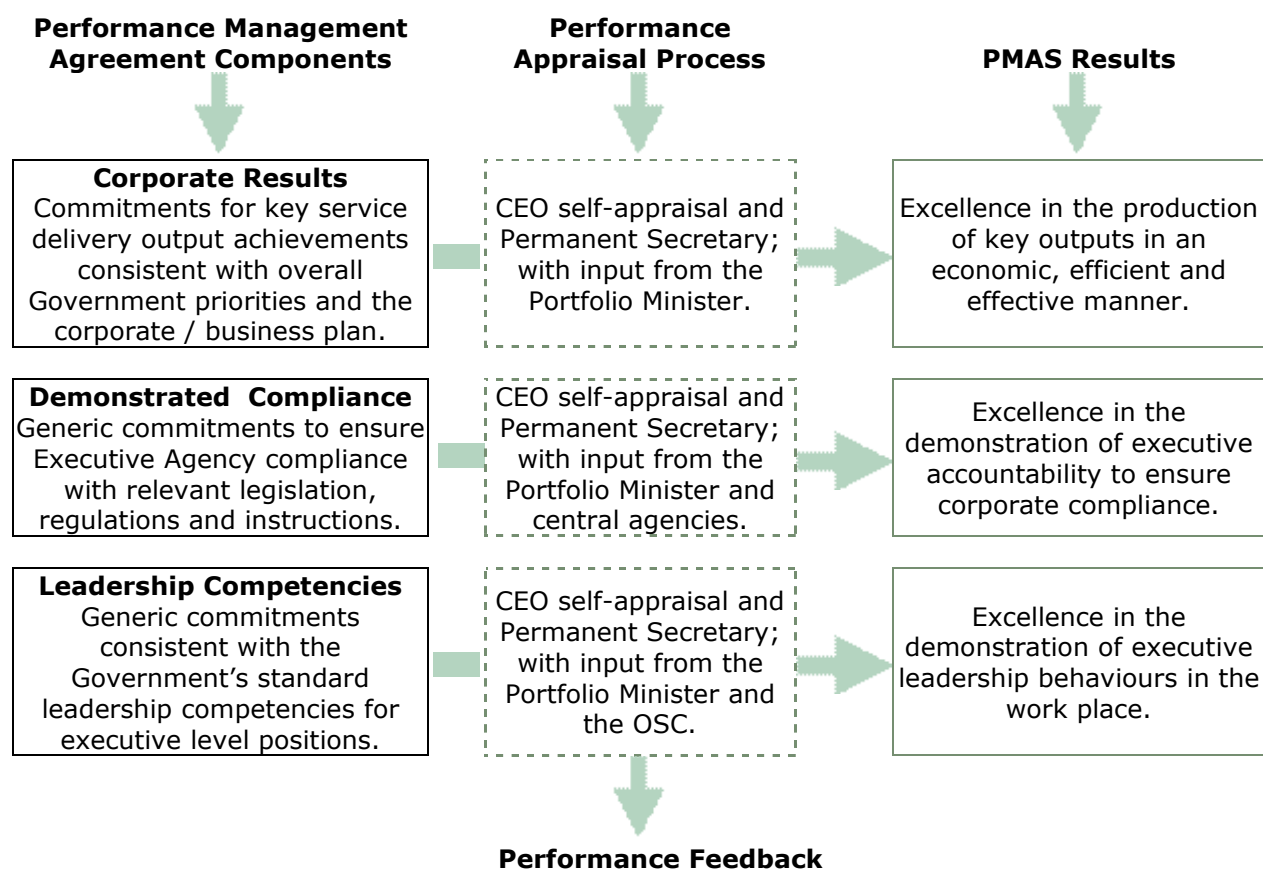 Performance Management
Agreement Components
Performance
Appraisal Process
PMAS Results
Corporate Results
Commitments for key service
delivery output achievements
consistent with overall
Government priorities and the
corporate / business plan.
CEO self-appraisal and
Permanent Secretary;
with input from the
Portfolio Minister.
Excellence in the production
of key outputs in an
economic, efficient and
effective manner.
Demonstrated Compliance
Generic commitments to ensure
Executive Agency compliance
with relevant legislation,
regulations and instructions.
CEO self-appraisal and
Permanent Secretary;
with input from the
Portfolio Minister and
central agencies.
Excellence in the
demonstration of executive
accountability to ensure
corporate compliance.
Leadership Competencies
Generic commitments
consistent with the
Government’s standard
leadership competencies for
executive level positions.
CEO self-appraisal and
Permanent Secretary;
with input from the
Portfolio Minister and
the OSC.
Excellence in the
demonstration of executive
leadership behaviours in the
work place.
Performance Feedback